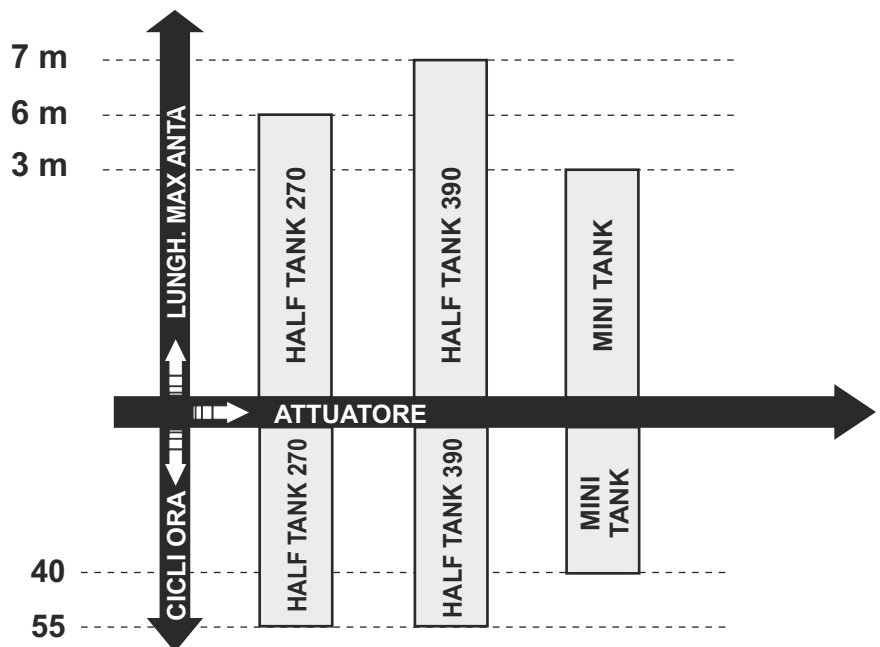 7 m
6 m
3 m
LUNGH. MAX ANTA
HALF TANK 270
HALF TANK 390
MINI TANK
ATTUATORE
CICLI ORA
HALF TANK 270
HALF TANK 390
MINI
TANK
40
55